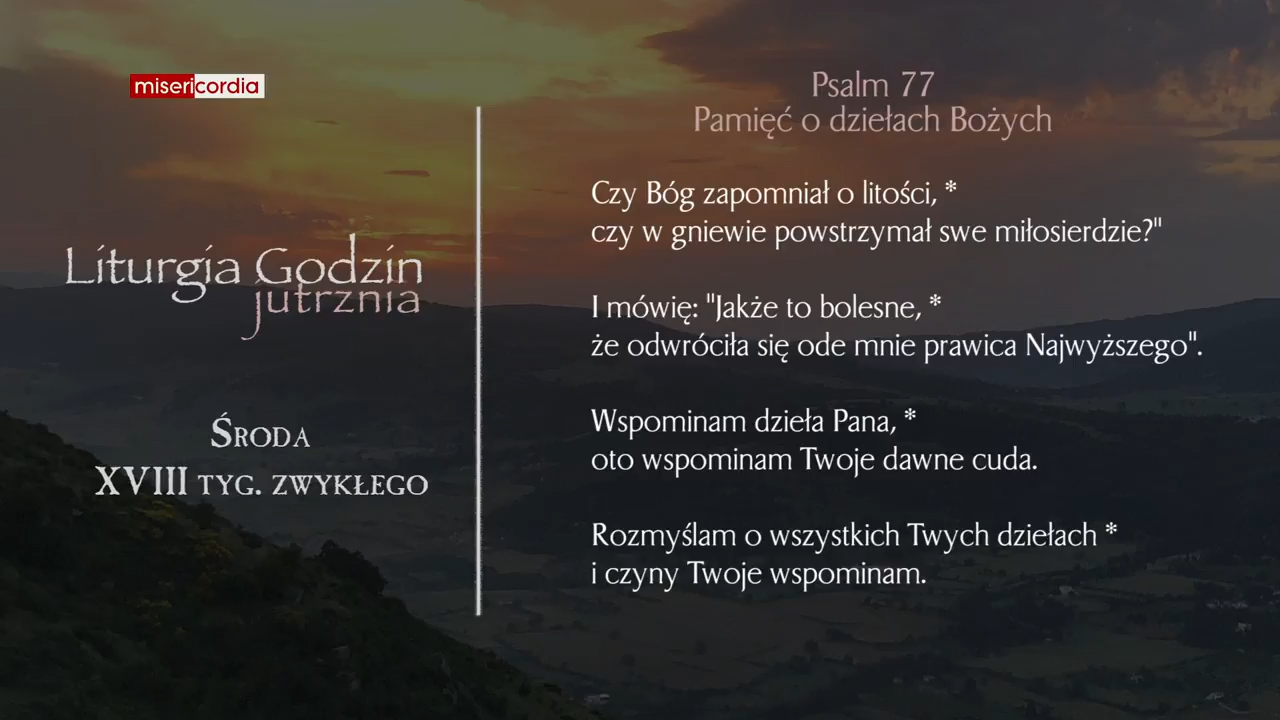 misericordia
Liturgia Godzin
jutrznia
Środa
XVIII tyg. zwykłego
Psalm 77
Pamięć o dziełach Bożych
Czy Bóg zapomniał o litości, *
czy w gniewie powstrzymał swe miłosierdzie?"
I mówię: "Jakże to bolesne, *
że odwróciła się ode mnie prawica Najwyższego".
Wspominam dzieła Pana, *
oto wspominam Twoje dawne cuda.
Rozmyślam o wszystkich Twych dziełach *
i czyny Twoje wspominam.